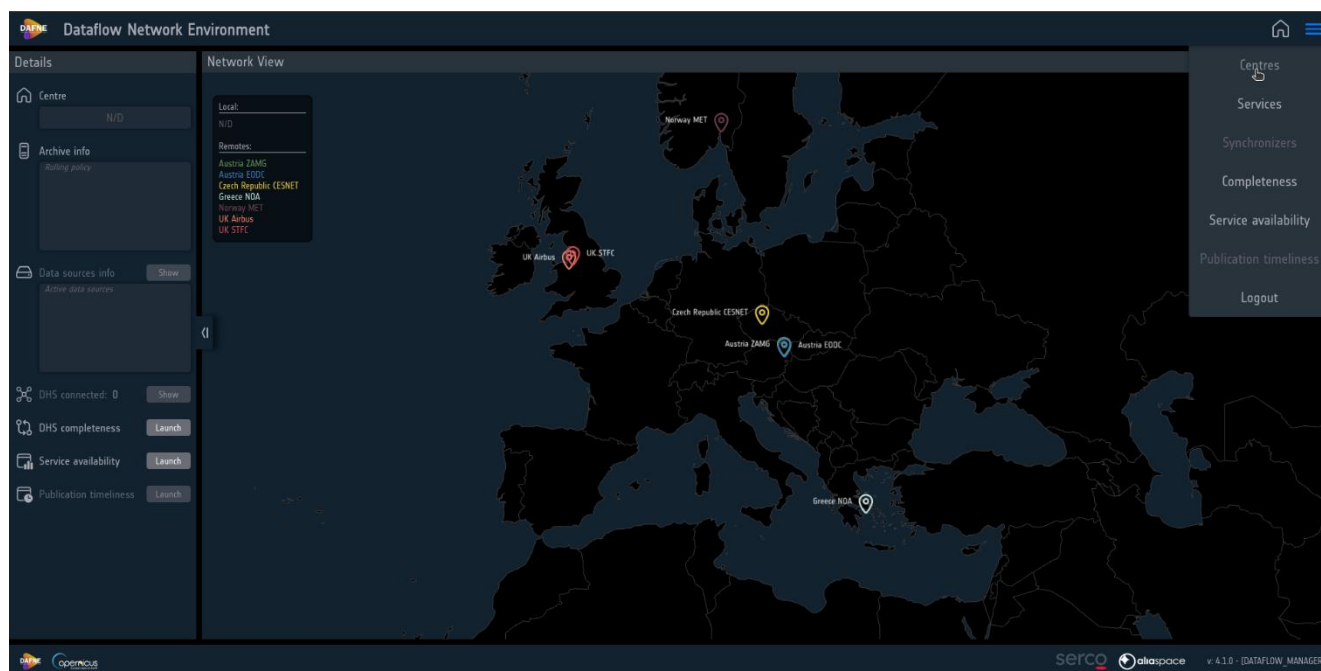 DAFNE
Dataflow Network Environment
Details
Network View
Centre
N/D
Archive info
Rolling policy
Data sources info
Show
Active data sources
DHS connected: 0
Show
DHS completeness
Launch
Service availability
Launch
Publication timeliness
Launch
Local:
N/D
Remotes:
Austria ZAMG
Austria EODC
Czech Republic CESNET
Greece NOA
Norway MET
UK Airbus
UK STFC
Norway MET
UK Airbus
UK STFC
Czech Republic CESNET
Austria ZAMG
Austria EODC
Greece NOA
Centres
Services
Synchronizers
Completeness
Service availability
Publication timeliness
Logout
DAFNE
opernicus
serco
aliaspace
v: 4.1.0 - [DATAFLOW_MANAGER